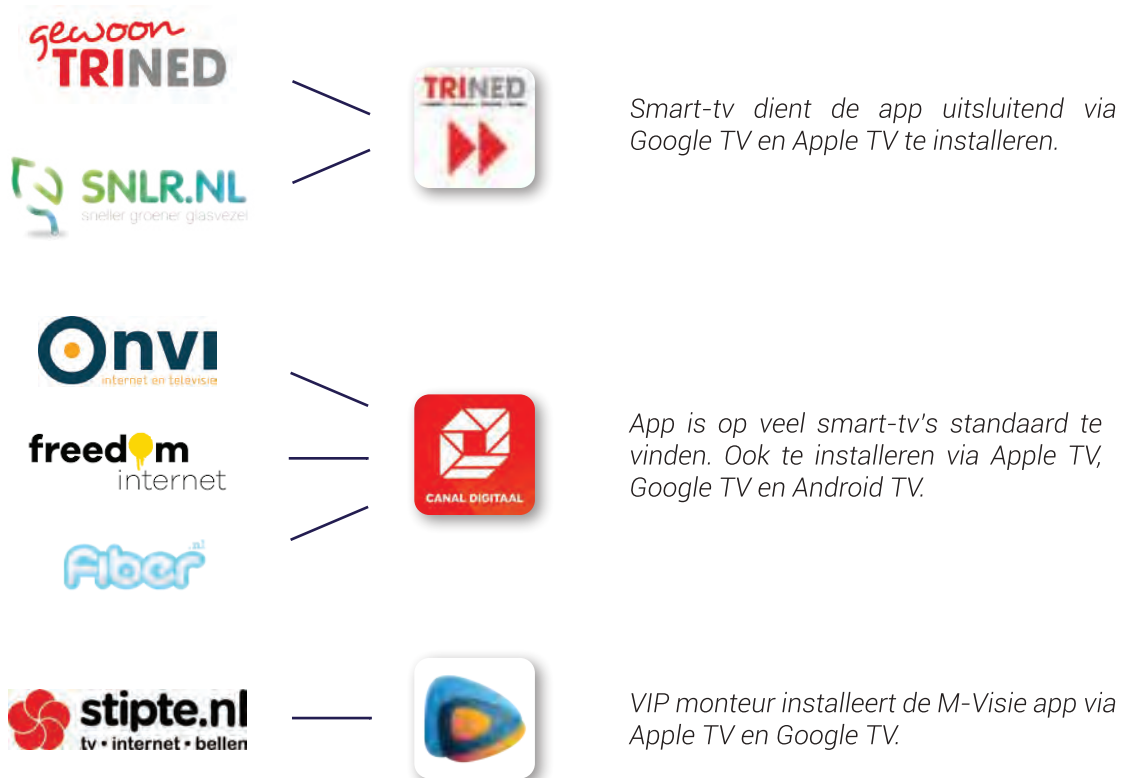 gewoon
TRINED
TRINED
Smart-tv dient de app uitsluitend via
Google TV en Apple TV te installeren.
SNLR.NL
sneller groener glasvezel
Onvi
internet en televisie
freedom
internet
CANAL DIGITAAL
App is op veel smart-tv's standaard te
vinden. Ook te installeren via Apple TV,
Google TV en Android TV.
Fiber
.nl
stipte.nl
tv • internet • bellen
VIP monteur installeert de M-Visie app via
Apple TV en Google TV.